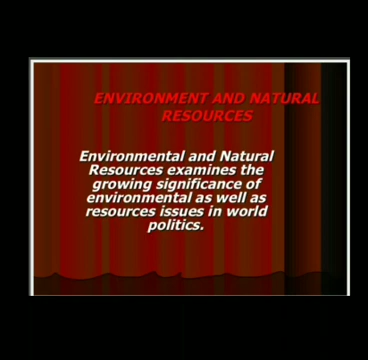 ENVIRONMENT AND NATURAL
RESOURCES
Environmental and Natural
Resources examines the
growing significance of
environmental as well as
resources issues in world
politics.